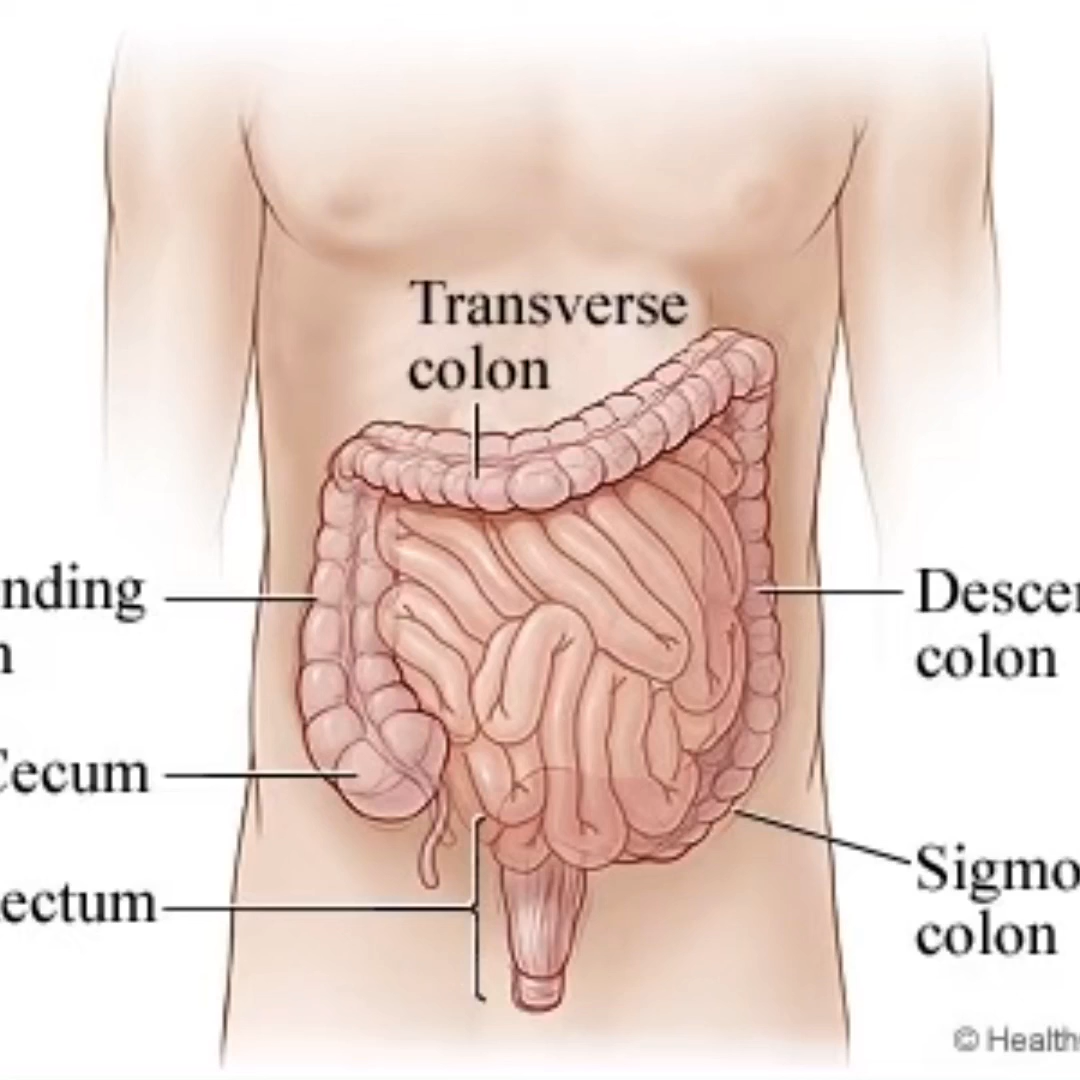 Transverse
colon
nding
n
Cecum
ectum
Descen
colon
Sigmo
colon
© Health